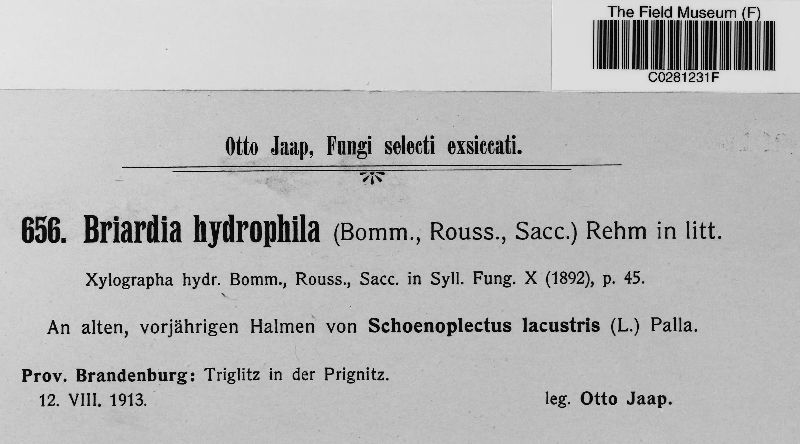 The Field Museum (F)
C0281231F
Otto Jaap, Fungi selecti exsiccati.
656. Briardia hydrophila (Bomm., Rouss., Sacc.) Rehm in litt.
Xylographa hydr. Bomm., Rouss., Sacc. in Syll. Fung. X (1892), p. 45.
An alten, vorjährigen Halmen von Schoenoplectus lacustris (L.) Palla.
Prov. Brandenburg: Triglitz in der Prignitz.
12. VIII. 1913. leg. Otto Jaap.